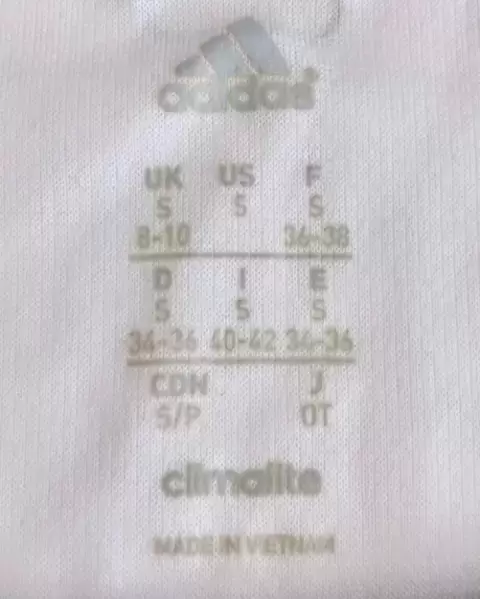 adidas
UK US F
S S S
8-10 36-38
D I E
S S S
34-36 40-42 34-36
CDN J
S/P OT
climalite
MADE IN VIETNAM